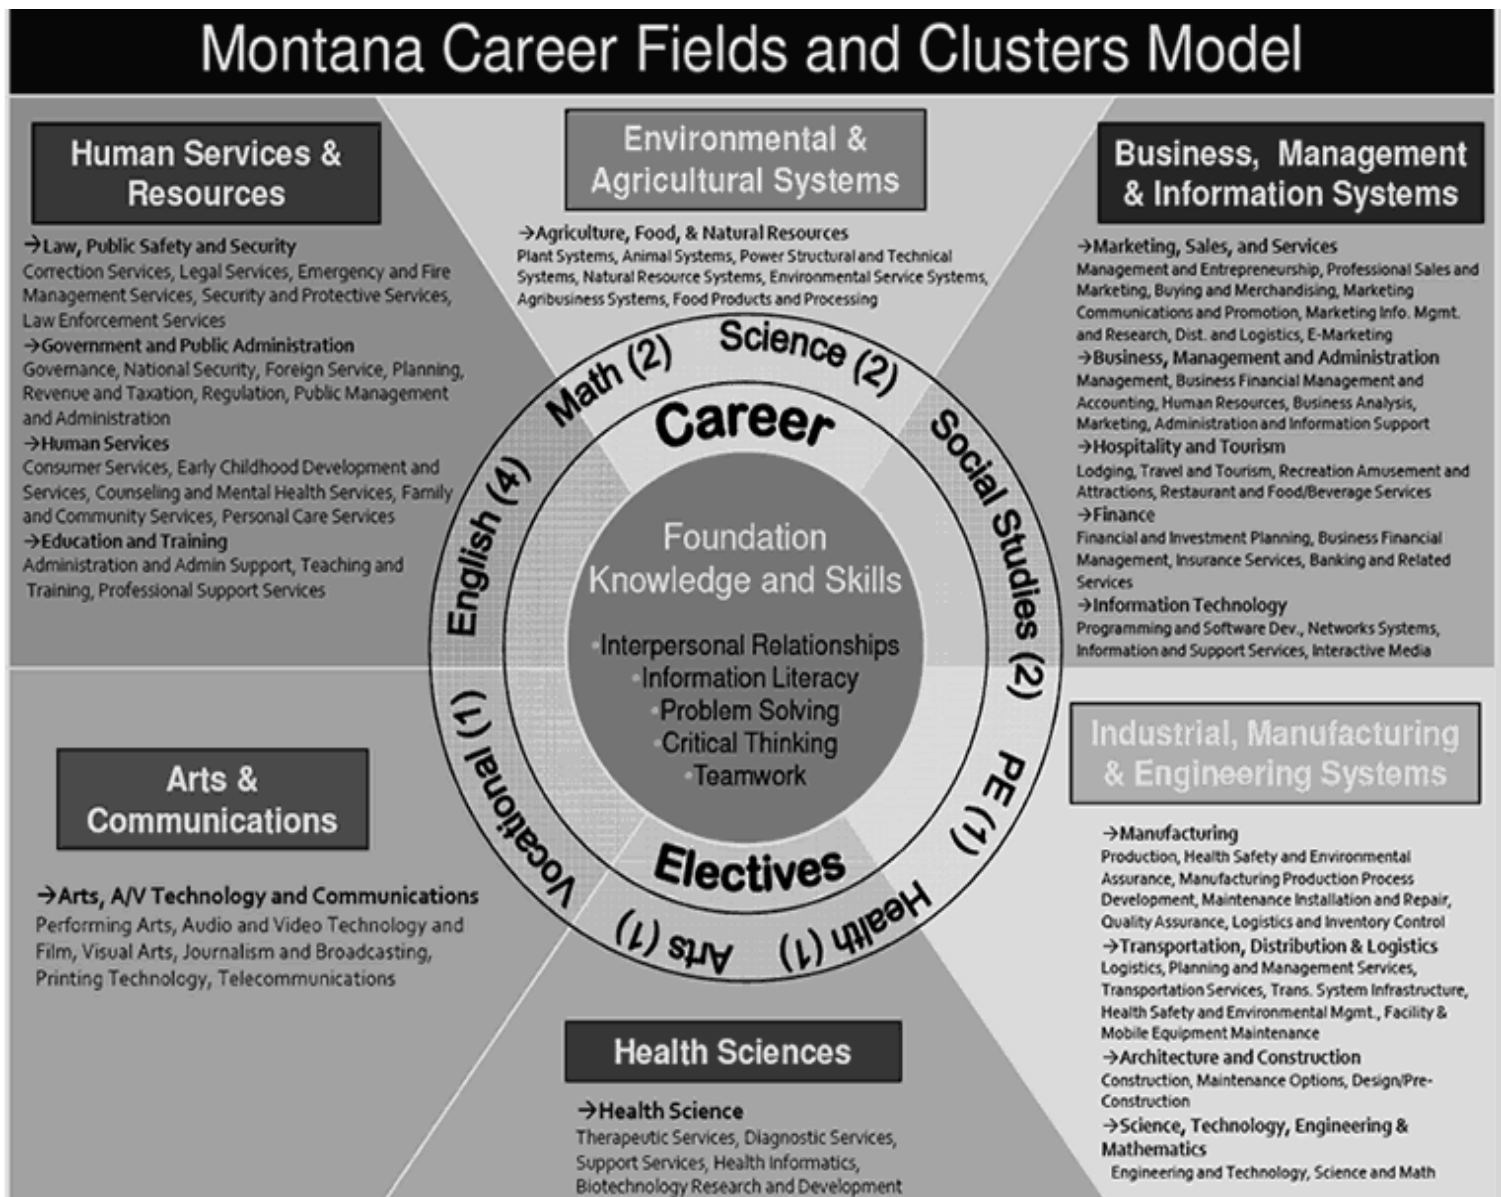 Montana Career Fields and Clusters Model
Human Services &
Resources
→Law, Public Safety and Security
Correction Services, Legal Services, Emergency and Fire
Management Services, Security and Protective Services,
Law Enforcement Services
→Government and Public Administration
Governance, National Security, Foreign Service, Planning,
Revenue and Taxation, Regulation, Public Management
and Administration
→Human Services
Consumer Services, Early Childhood Development and
Services, Counseling and Mental Health Services, Family
and Community Services, Personal Care Services
→Education and Training
Administration and Admin Support, Teaching and
Training, Professional Support Services
Environmental &
Agricultural Systems
→Agriculture, Food, & Natural Resources
Plant Systems, Animal Systems, Power Structural and Technical
Systems, Natural Resource Systems, Environmental Service Systems,
Agribusiness Systems, Food Products and Processing
Business, Management
& Information Systems
→Marketing, Sales, and Services
Management and Entrepreneurship, Professional Sales and
Marketing, Buying and Merchandising, Marketing
Communications and Promotion, Marketing Info. Mgmt.
and Research, Dist. and Logistics, E-Marketing
→Business, Management and Administration
Management, Business Financial Management and
Accounting, Human Resources, Business Analysis,
Marketing, Administration and Information Support
→Hospitality and Tourism
Lodging, Travel and Tourism, Recreation Amusement and
Attractions, Restaurant and Food/Beverage Services
→Finance
Financial and Investment Planning, Business Financial
Management, Insurance Services, Banking and Related
Services
→Information Technology
Programming and Software Dev., Networks Systems,
Information and Support Services, Interactive Media
English (4)
Math (2)
Science (2)
Social Studies (2)
PE (1)
Health (1)
Arts (1)
Vocational (1)
Career
Foundation
Knowledge and Skills
•Interpersonal Relationships
•Information Literacy
•Problem Solving
•Critical Thinking
•Teamwork
Electives
Arts &
Communications
→Arts, A/V Technology and Communications
Performing Arts, Audio and Video Technology and
Film, Visual Arts, Journalism and Broadcasting,
Printing Technology, Telecommunications
Health Sciences
→Health Science
Therapeutic Services, Diagnostic Services,
Support Services, Health Informatics,
Biotechnology Research and Development
Industrial, Manufacturing
& Engineering Systems
→Manufacturing
Production, Health Safety and Environmental
Assurance, Manufacturing Production Process
Development, Maintenance Installation and Repair,
Quality Assurance, Logistics and Inventory Control
→Transportation, Distribution & Logistics
Logistics, Planning and Management Services,
Transportation Services, Trans. System Infrastructure,
Health Safety and Environmental Mgmt., Facility &
Mobile Equipment Maintenance
→Architecture and Construction
Construction, Maintenance Options, Design/Pre-
Construction
→Science, Technology, Engineering &
Mathematics
Engineering and Technology, Science and Math